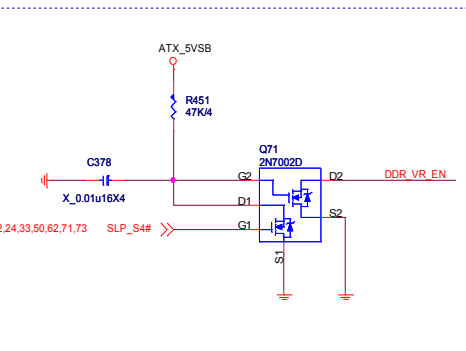 ATX_5VSB
R451
47K/4
C378
X_0.01u16X4
Q71
2N7002D
G2
D2
DDR_VR_EN
D1
S2
2,24,33,50,62,71,73
SLP_S4#
G1
S1